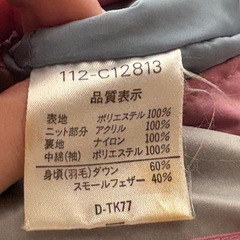 112-C12813
品質表示
表地 ポリエステル 100%
ニット部分 アクリル 100%
裏地 ナイロン 100%
中綿(袖) ポリエステル 100%
身頃(羽毛) ダウン 60%
スモールフェザー 40%
D-TK77